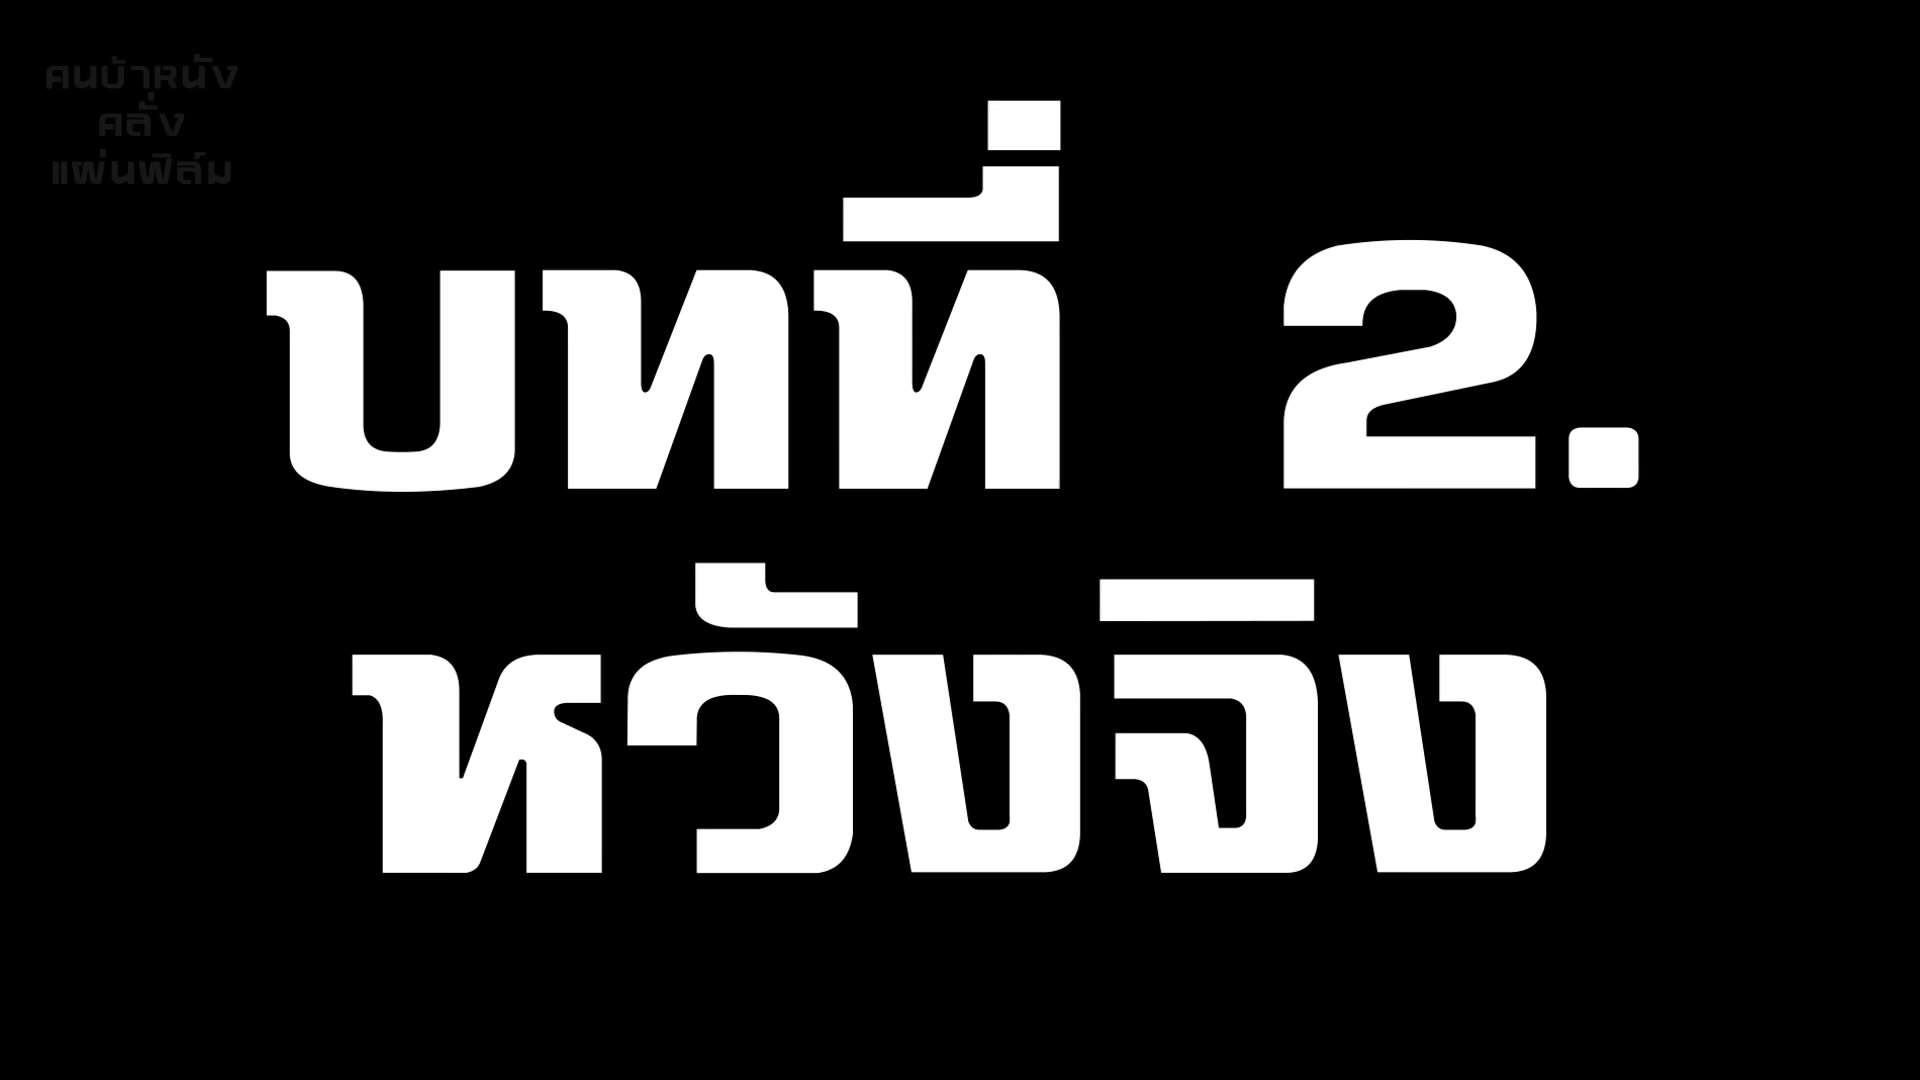 คนบ้าหนัง
คลั่ง
แผ่นฟิล์ม
บทที่ 2.
หวังจิง